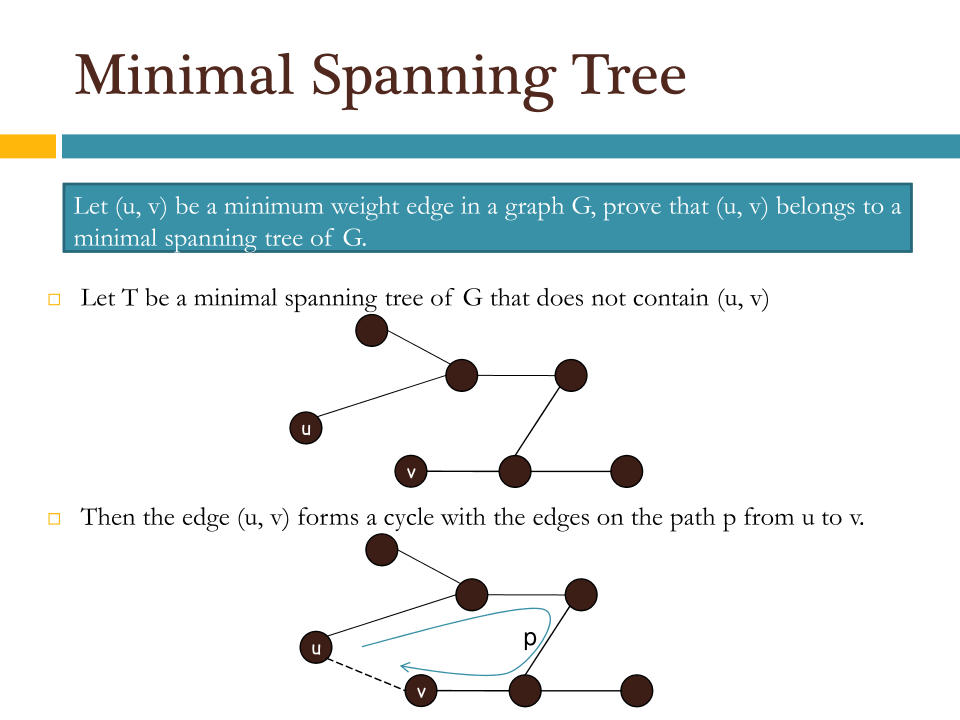 Minimal Spanning Tree
Let (u, v) be a minimum weight edge in a graph G, prove that (u, v) belongs to a
minimal spanning tree of G.
Let T be a minimal spanning tree of G that does not contain (u, v)
u
v
Then the edge (u, v) forms a cycle with the edges on the path p from u to v.
p
u
v